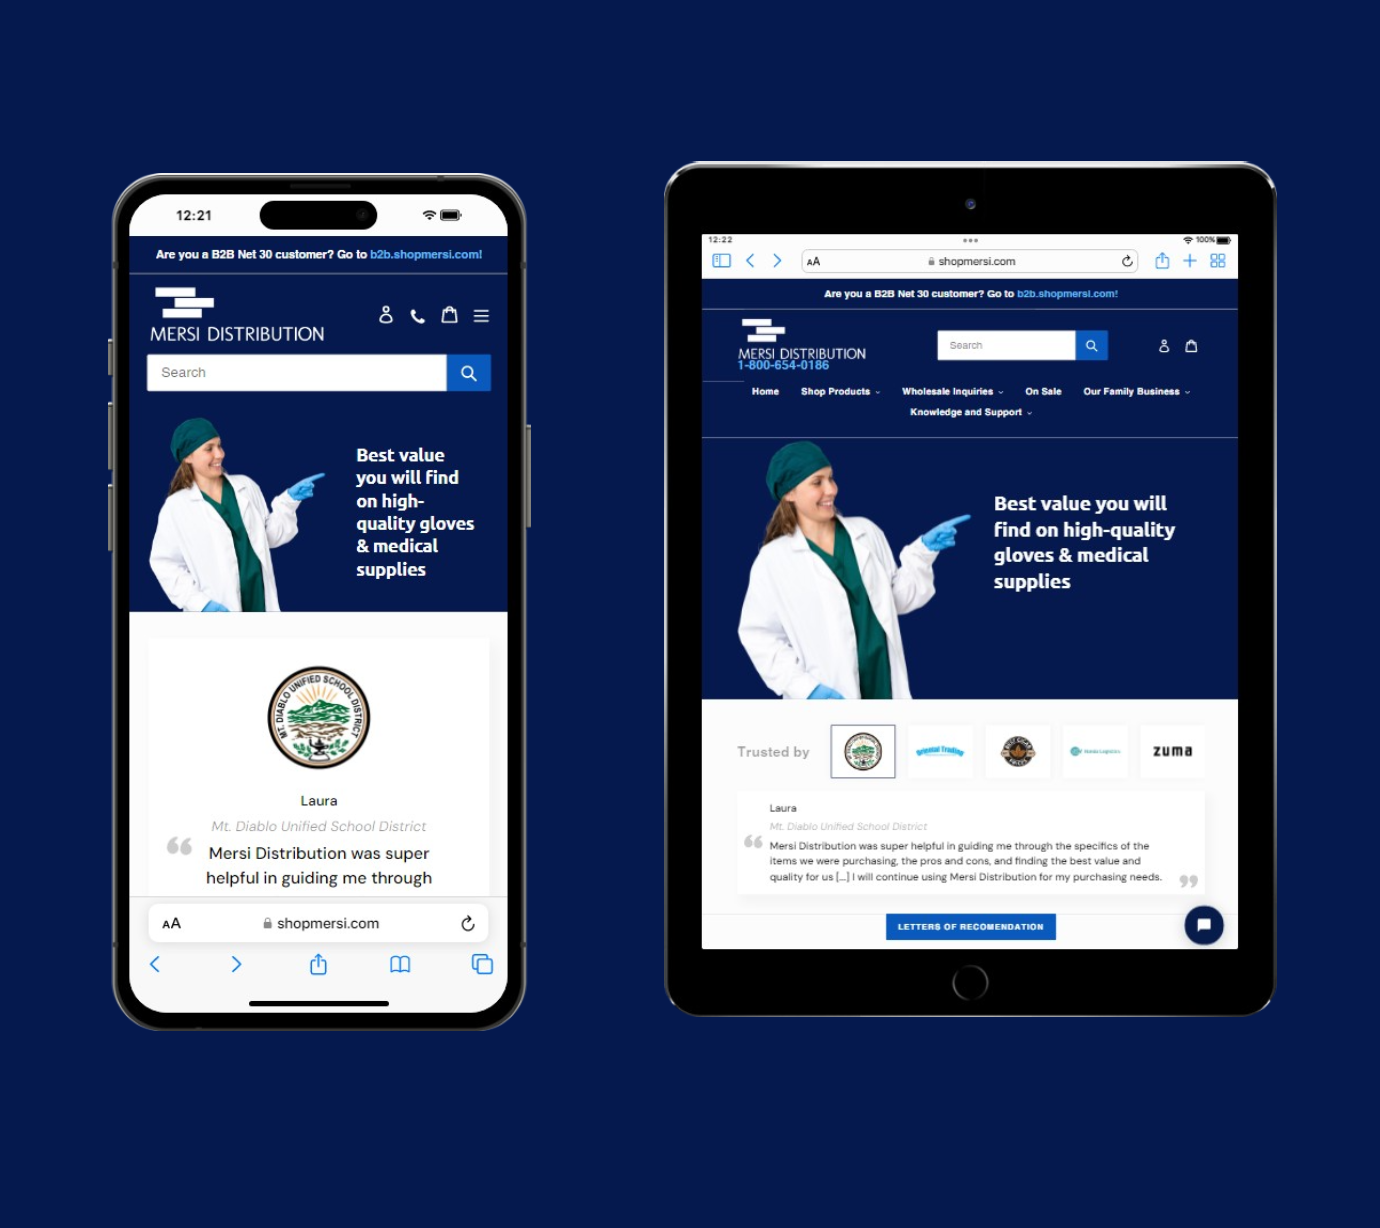 12:21
Are you a B2B Net 30 customer? Go to b2b.shopmersi.com!
MERSI DISTRIBUTION
Search
Best value
you will find
on high-
quality gloves
& medical
supplies
MT. DIABLO UNIFIED SCHOOL DISTRICT
Laura
Mt. Diablo Unified School District
“
Mersi Distribution was super
helpful in guiding me through
AA
shopmersi.com
12:22
100%
AA
shopmersi.com
Are you a B2B Net 30 customer? Go to b2b.shopmersi.com!
MERSI DISTRIBUTION
1-800-654-0186
Search
Home Shop Products Wholesale Inquiries On Sale Our Family Business
Knowledge and Support
Best value you will
find on high-quality
gloves & medical
supplies
Trusted by
Oriental Trading
zuma
Laura
Mt. Diablo Unified School District
“ Mersi Distribution was super helpful in guiding me through the specifics of the
items we were purchasing, the pros and cons, and finding the best value and
quality for us [...] I will continue using Mersi Distribution for my purchasing needs. ”
LETTERS OF RECOMENDATION